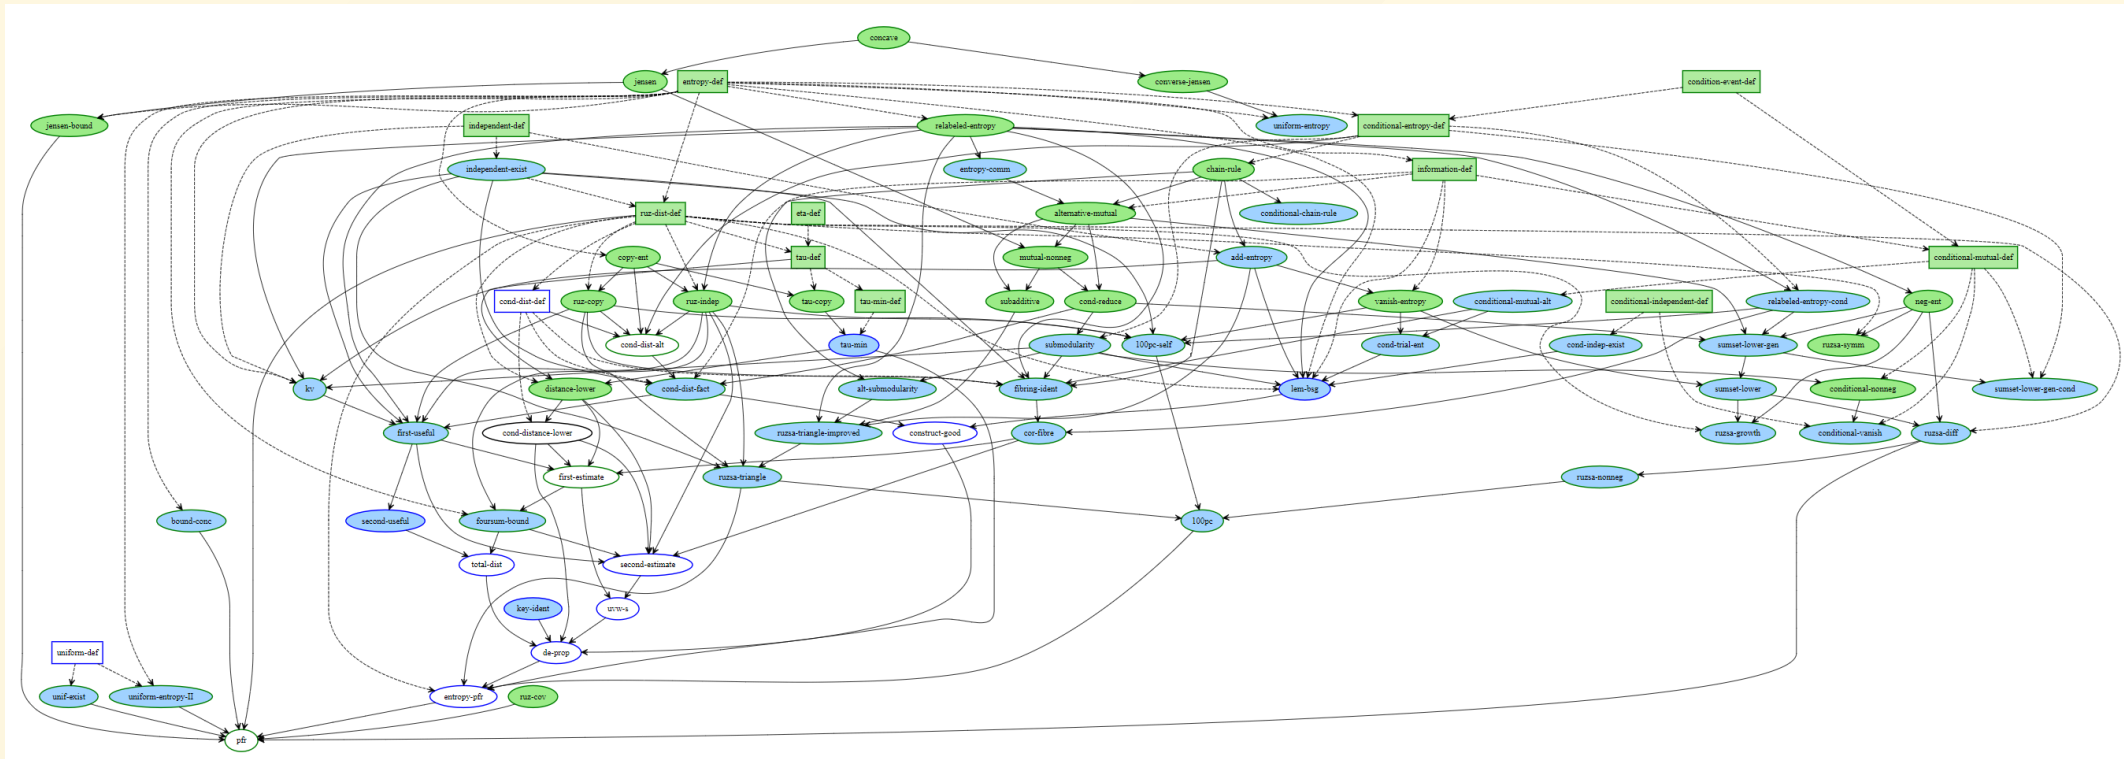 concave
jensen
entropy-def
converse-jensen
condition-event-def
jensen-bound
independent-def
relabeled-entropy
uniform-entropy
conditional-entropy-def
independent-exist
entropy-comm
chain-rule
information-def
ruz-dist-def
eta-def
alternative-mutual
conditional-chain-rule
copy-ent
tau-def
mutual-nonneg
add-entropy
conditional-mutual-def
cond-dist-def
ruz-copy
ruz-indep
tau-copy
tau-min-def
subadditive
cond-reduce
vanish-entropy
conditional-mutual-alt
conditional-independent-def
relabeled-entropy-cond
neg-ent
cond-dist-alt
tau-min
submodularity
100pc-self
cond-trial-ent
cond-indep-exist
sumset-lower-gen
ruzsa-symm
kv
distance-lower
cond-dist-fact
alt-submodularity
fibring-ident
lem-bsg
sumset-lower
conditional-nonneg
sumset-lower-gen-cond
first-useful
cond-distance-lower
ruzsa-triangle-improved
construct-good
cor-fibre
ruzsa-growth
conditional-vanish
ruzsa-diff
first-estimate
ruzsa-triangle
ruzsa-nonneg
bound-conc
second-useful
foursum-bound
100pc
total-dist
second-estimate
key-ident
uvw-s
uniform-def
de-prop
unif-exist
uniform-entropy-II
entropy-pfr
ruz-cov
pfr